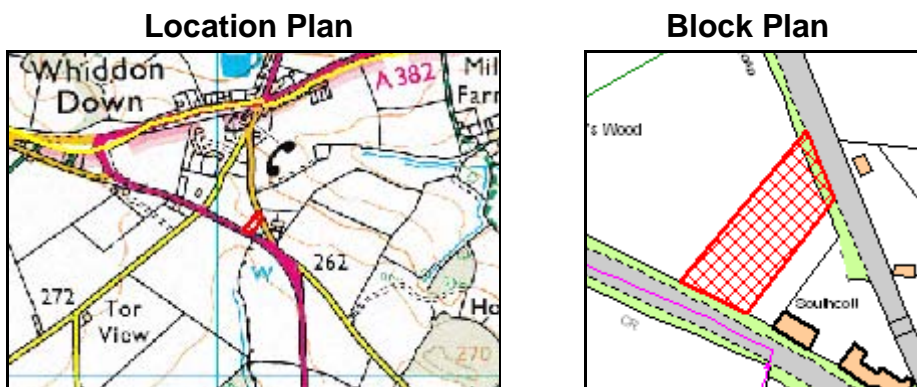 Location Plan
Block Plan
Whiddon
Down
A 382
Mil
Farm
W
262
272
Tor
View
Ho
270
's Wood
Southcott
CR